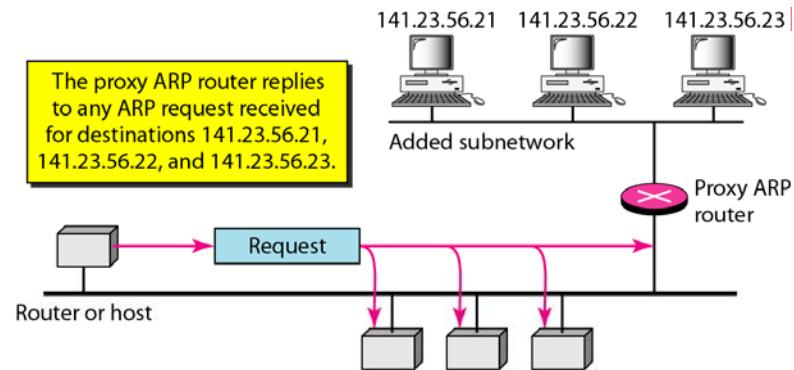 141.23.56.21 141.23.56.22 141.23.56.23
The proxy ARP router replies
to any ARP request received
for destinations 141.23.56.21,
141.23.56.22, and 141.23.56.23.
Added subnetwork
Proxy ARP
router
Request
Router or host